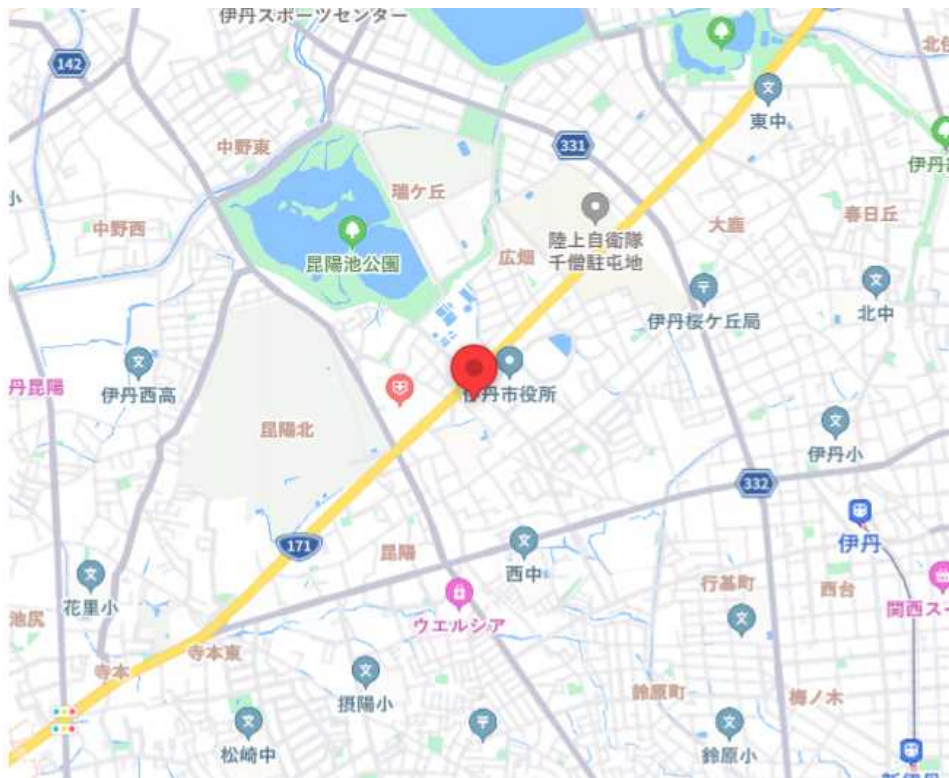 伊丹スポーツセンター
142
中野東
331
東中
瑞ケ丘
中野西
昆陽池公園
広畑
陸上自衛隊
千僧駐屯地
大鹿
春日丘
伊丹桜ケ丘局
北中
丹昆陽
伊丹西高
伊丹市役所
昆陽北
伊丹小
332
伊丹
171
昆陽
西中
行基町
西台
花里小
ウエルシア
関西スー
池尻
寺本東
寺本
摂陽小
鈴原町
梅ノ木
松崎中
鈴原小